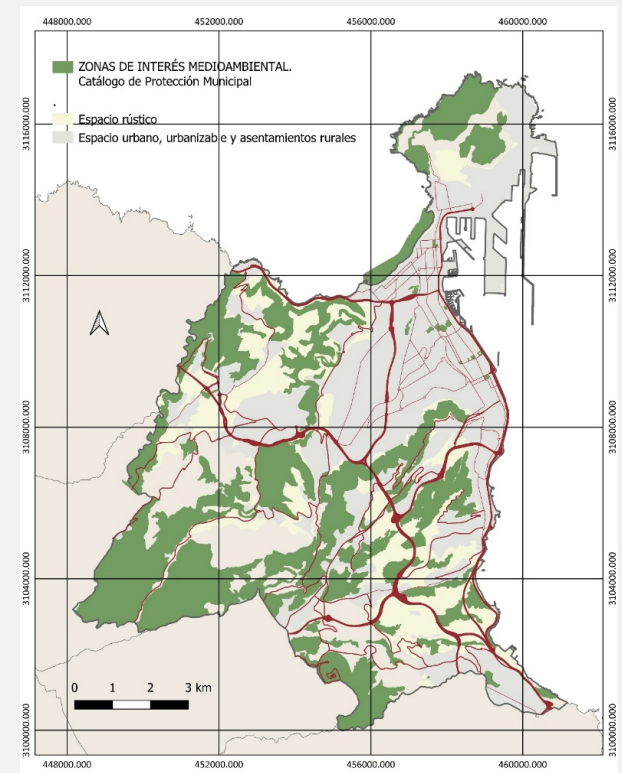 448000.000 452000.000 456000.000 460000.000
ZONAS DE INTERÉS MEDIOAMBIENTAL.
Catálogo de Protección Municipal
Espacio rústico
Espacio urbano, urbanizable y asentamientos rurales
3116000.000 3116000.000
3112000.000 3112000.000
3108000.000 3108000.000
3104000.000 3104000.000
0 1 2 3 km
3100000.000 3100000.000
448000.000 452000.000 456000.000 460000.000